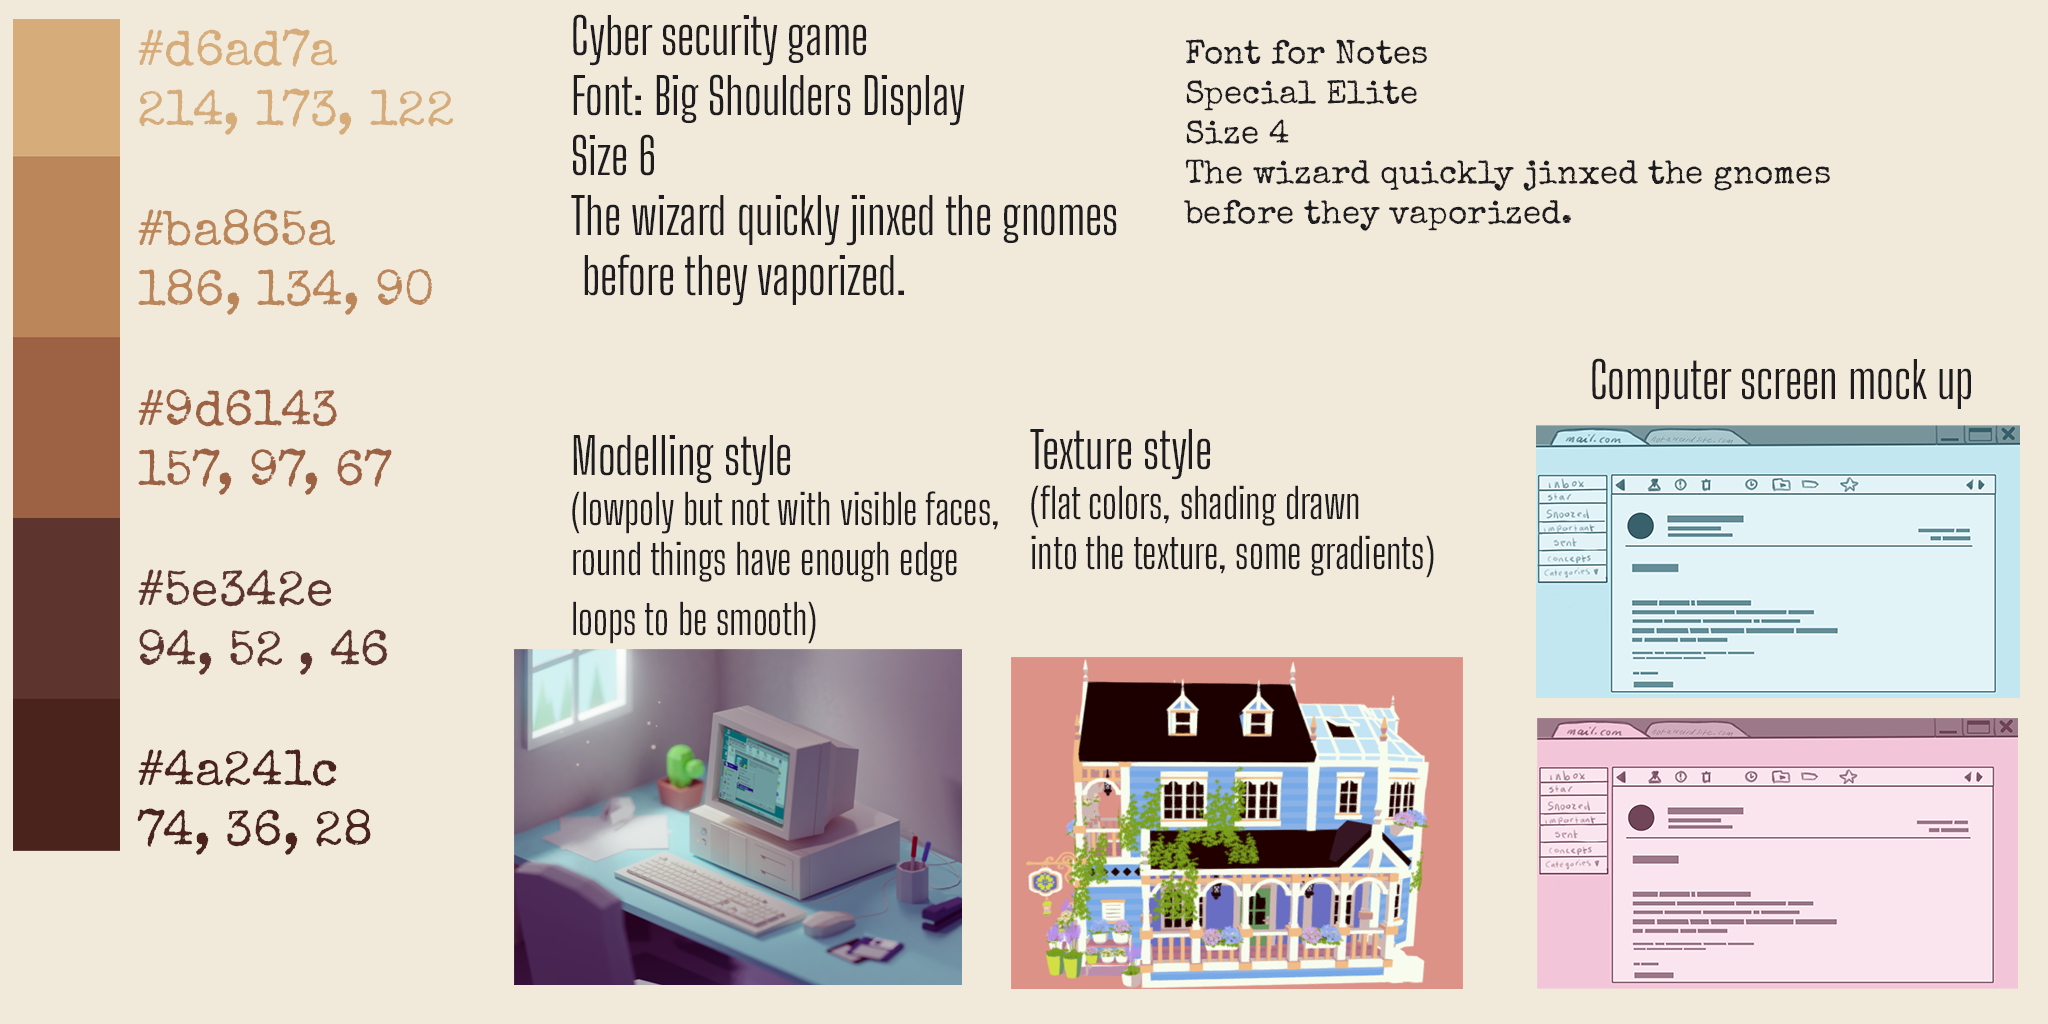 #d6ad7a
214, 173, 122
#ba865a
186, 134, 90
#9d6143
157, 97, 67
#5e342e
94, 52 , 46
#4a241c
74, 36, 28
Cyber security game
Font: Big Shoulders Display
Size 6
The wizard quickly jinxed the gnomes
before they vaporized.
Font for Notes
Special Elite
Size 4
The wizard quickly jinxed the gnomes
before they vaporized.
Modelling style
(lowpoly but not with visible faces,
round things have enough edge
loops to be smooth)
Texture style
(flat colors, shading drawn
into the texture, some gradients)
Computer screen mock up
mail.com
inbox
star
Snoozed
important
sent
concepts
Categories
mail.com
inbox
star
Snoozed
important
sent
concepts
Categories